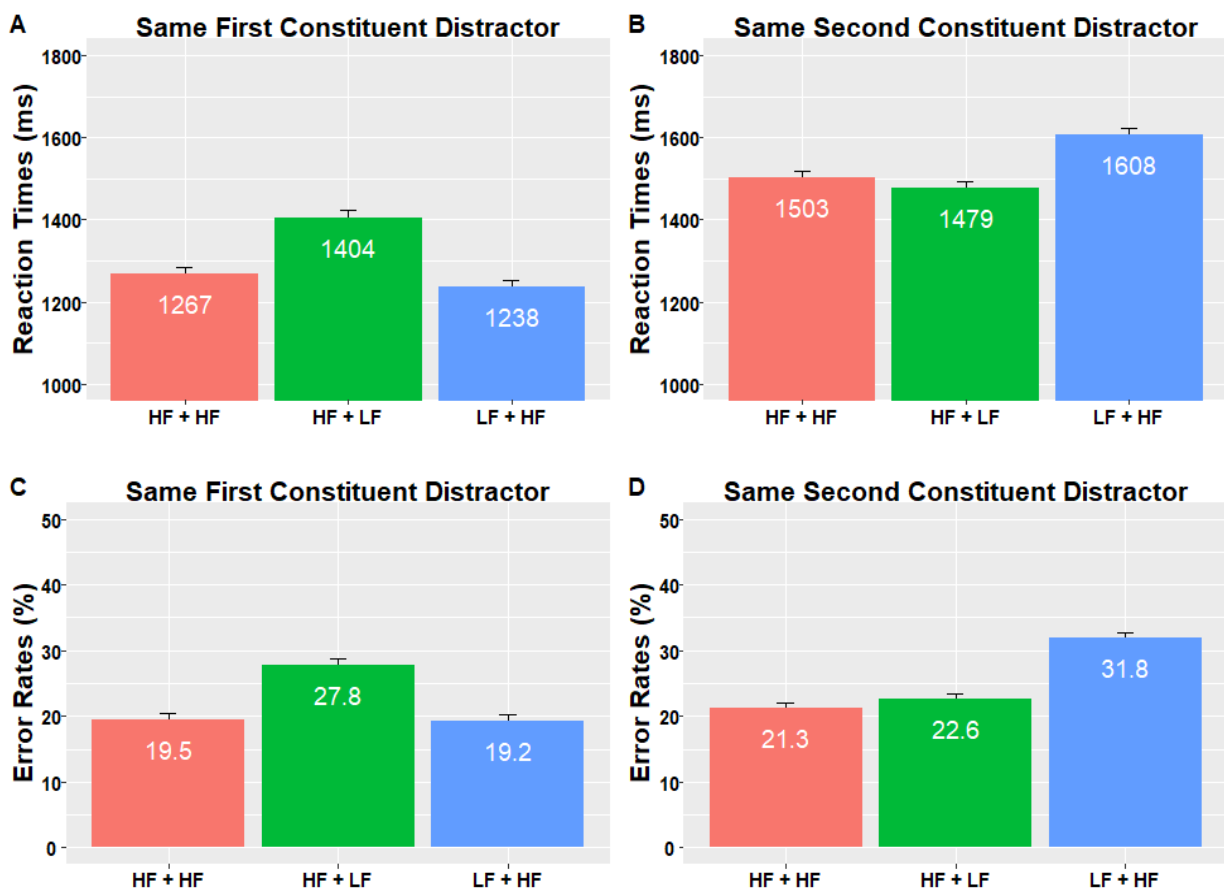 A
Same First Constituent Distractor
Reaction Times (ms)
1800
1600
1400
1200
1000
1267
1404
1238
HF + HF
HF + LF
LF + HF
B
Same Second Constituent Distractor
Reaction Times (ms)
1800
1600
1400
1200
1000
1503
1479
1608
HF + HF
HF + LF
LF + HF
C
Same First Constituent Distractor
Error Rates (%)
50
40
30
20
10
0
19.5
27.8
19.2
HF + HF
HF + LF
LF + HF
D
Same Second Constituent Distractor
Error Rates (%)
50
40
30
20
10
0
21.3
22.6
31.8
HF + HF
HF + LF
LF + HF